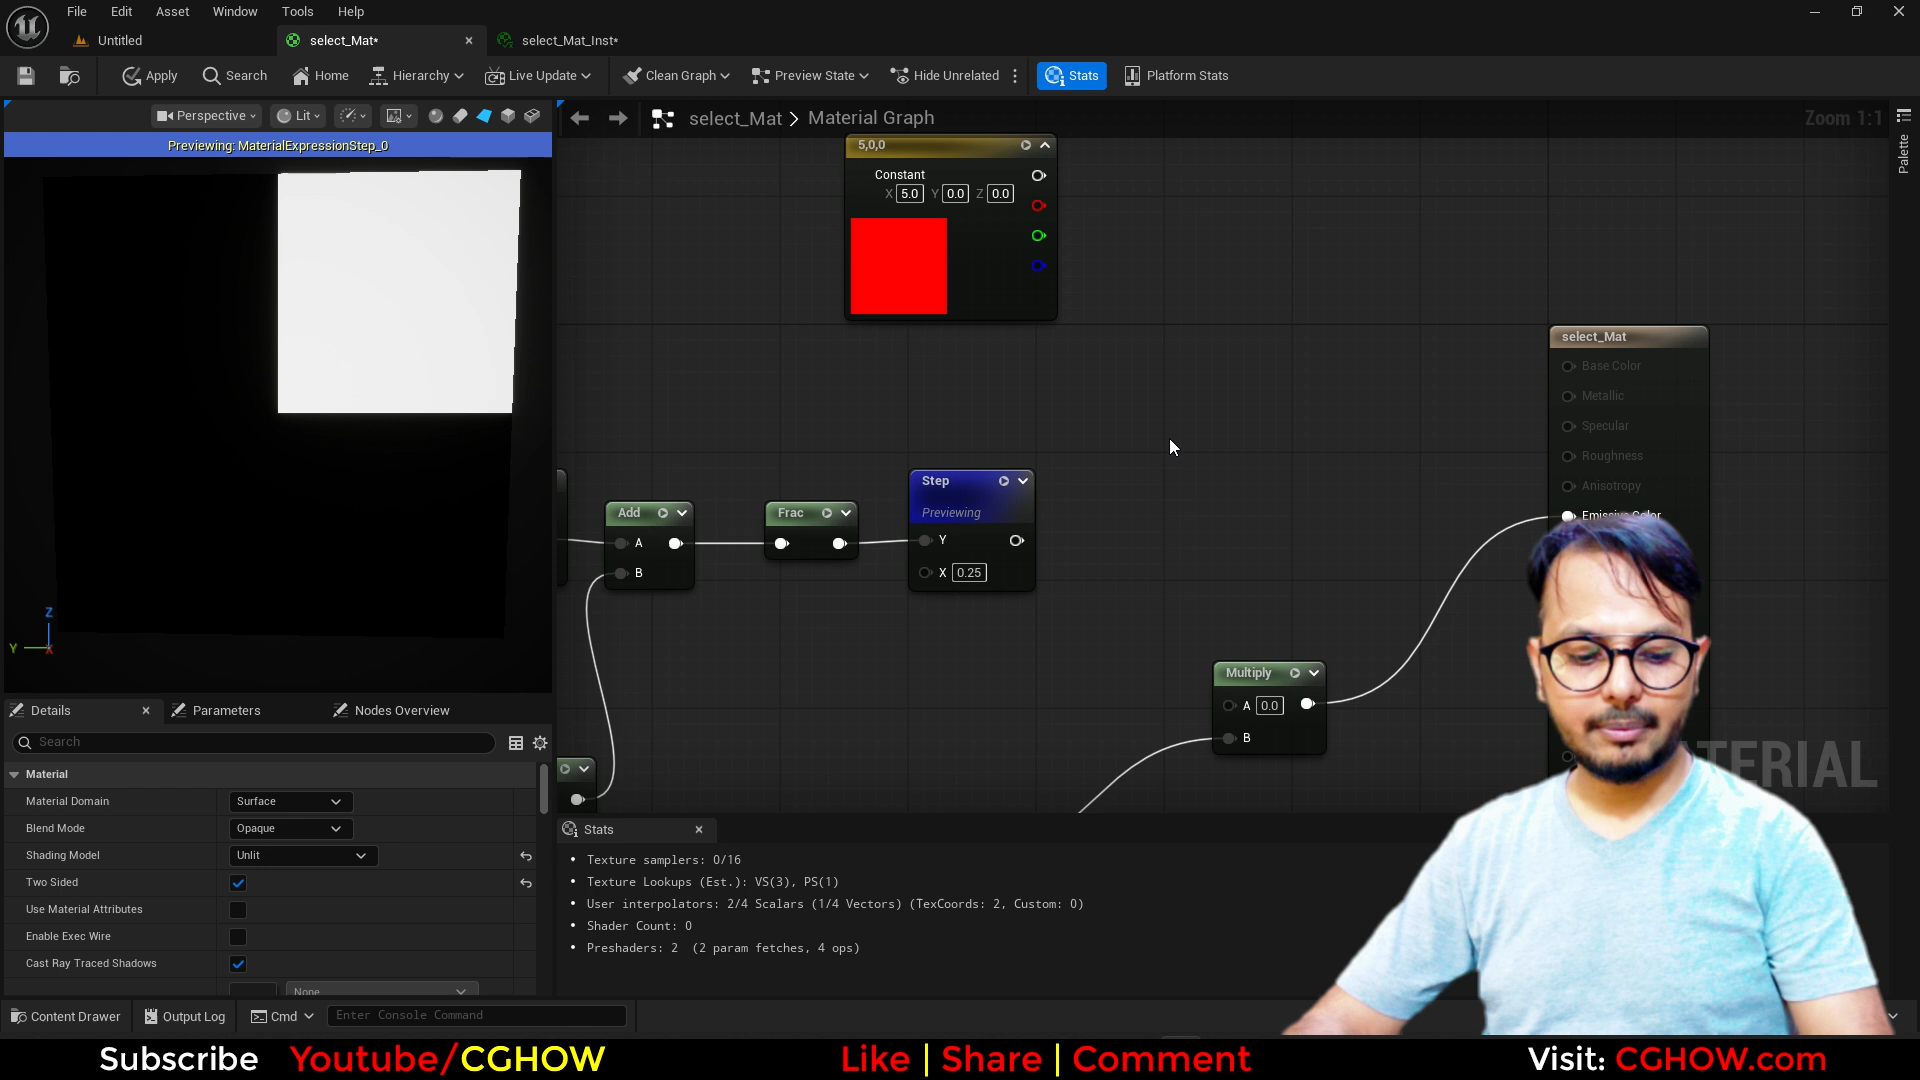 File Edit Asset Window Tools Help
Untitled select_Mat* select_Mat_Inst*
Apply Search Home Hierarchy Live Update Clean Graph Preview State Hide Unrelated Stats Platform Stats
Perspective Lit
Previewing: MaterialExpressionStep_0
select_Mat > Material Graph
Zoom 1:1
Palette
5,0,0
Constant
X 5.0 Y 0.0 Z 0.0
select_Mat
Base Color
Metallic
Specular
Roughness
Anisotropy
Emissive Color
Add
A
B
Frac
Step
Previewing
Y
X 0.25
Multiply
A 0.0
B
Z
Y X
Details Parameters Nodes Overview
Search
Material
Material Domain Surface
Blend Mode Opaque
Shading Model Unlit
Two Sided
Use Material Attributes
Enable Exec Wire
Cast Ray Traced Shadows
None
Stats
• Texture samplers: 0/16
• Texture Lookups (Est.): VS(3), PS(1)
• User interpolators: 2/4 Scalars (1/4 Vectors) (TexCoords: 2, Custom: 0)
• Shader Count: 0
• Preshaders: 2 (2 param fetches, 4 ops)
Content Drawer Output Log Cmd Enter Console Command
Subscribe Youtube/CGHOW Like | Share | Comment Visit: CGHOW.com